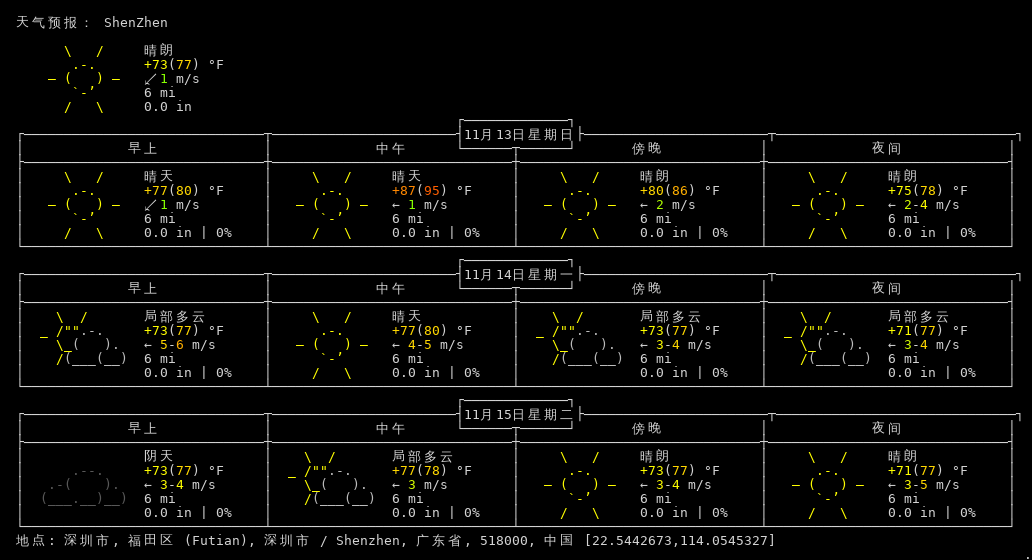 天气预报： ShenZhen
晴朗
+73(77) °F
↙ 1 m/s
6 mi
0.0 in
11月13日星期日
早上 中午 傍晚 夜间
晴天 晴天 晴朗 晴朗
+77(80) °F +87(95) °F +80(86) °F +75(78) °F
↙ 1 m/s ← 1 m/s ← 2 m/s ← 2-4 m/s
6 mi 6 mi 6 mi 6 mi
0.0 in | 0% 0.0 in | 0% 0.0 in | 0% 0.0 in | 0%
11月14日星期一
早上 中午 傍晚 夜间
局部多云 晴天 局部多云 局部多云
+73(77) °F +77(80) °F +73(77) °F +71(77) °F
← 5-6 m/s ← 4-5 m/s ← 3-4 m/s ← 3-4 m/s
6 mi 6 mi 6 mi 6 mi
0.0 in | 0% 0.0 in | 0% 0.0 in | 0% 0.0 in | 0%
11月15日星期二
早上 中午 傍晚 夜间
阴天 局部多云 晴朗 晴朗
+73(77) °F +77(78) °F +73(77) °F +71(77) °F
← 3-4 m/s ← 3 m/s ← 3-4 m/s ← 3-5 m/s
6 mi 6 mi 6 mi 6 mi
0.0 in | 0% 0.0 in | 0% 0.0 in | 0% 0.0 in | 0%
地点: 深圳市, 福田区 (Futian), 深圳市 / Shenzhen, 广东省, 518000, 中国 [22.5442673,114.0545327]